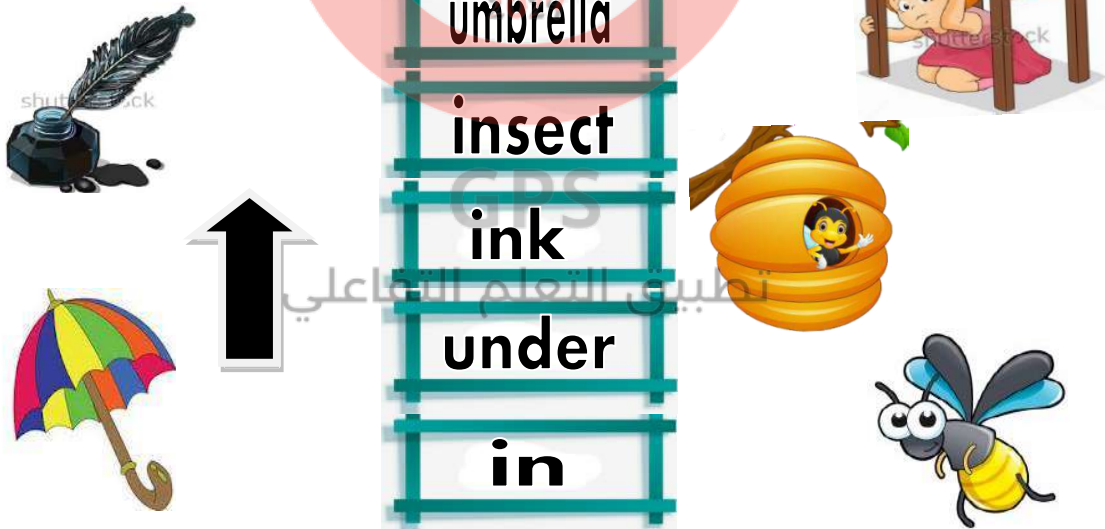 umbrella
shutterstock
shutterstock
insect
GPS
ink
تطبيق التعلم التفاعلي
under
in